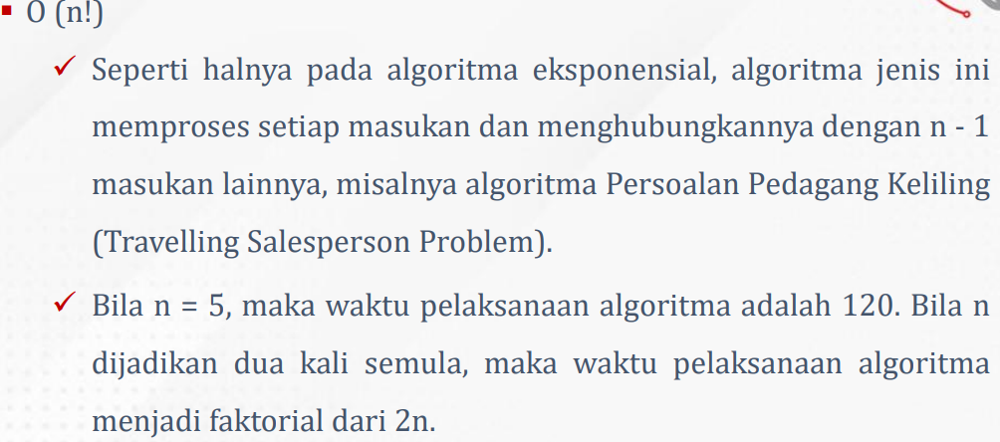 ▪ O (n!)
✓ Seperti halnya pada algoritma eksponensial, algoritma jenis ini
memproses setiap masukan dan menghubungkannya dengan n - 1
masukan lainnya, misalnya algoritma Persoalan Pedagang Keliling
(Travelling Salesperson Problem).
✓ Bila n = 5, maka waktu pelaksanaan algoritma adalah 120. Bila n
dijadikan dua kali semula, maka waktu pelaksanaan algoritma
menjadi faktorial dari 2n.